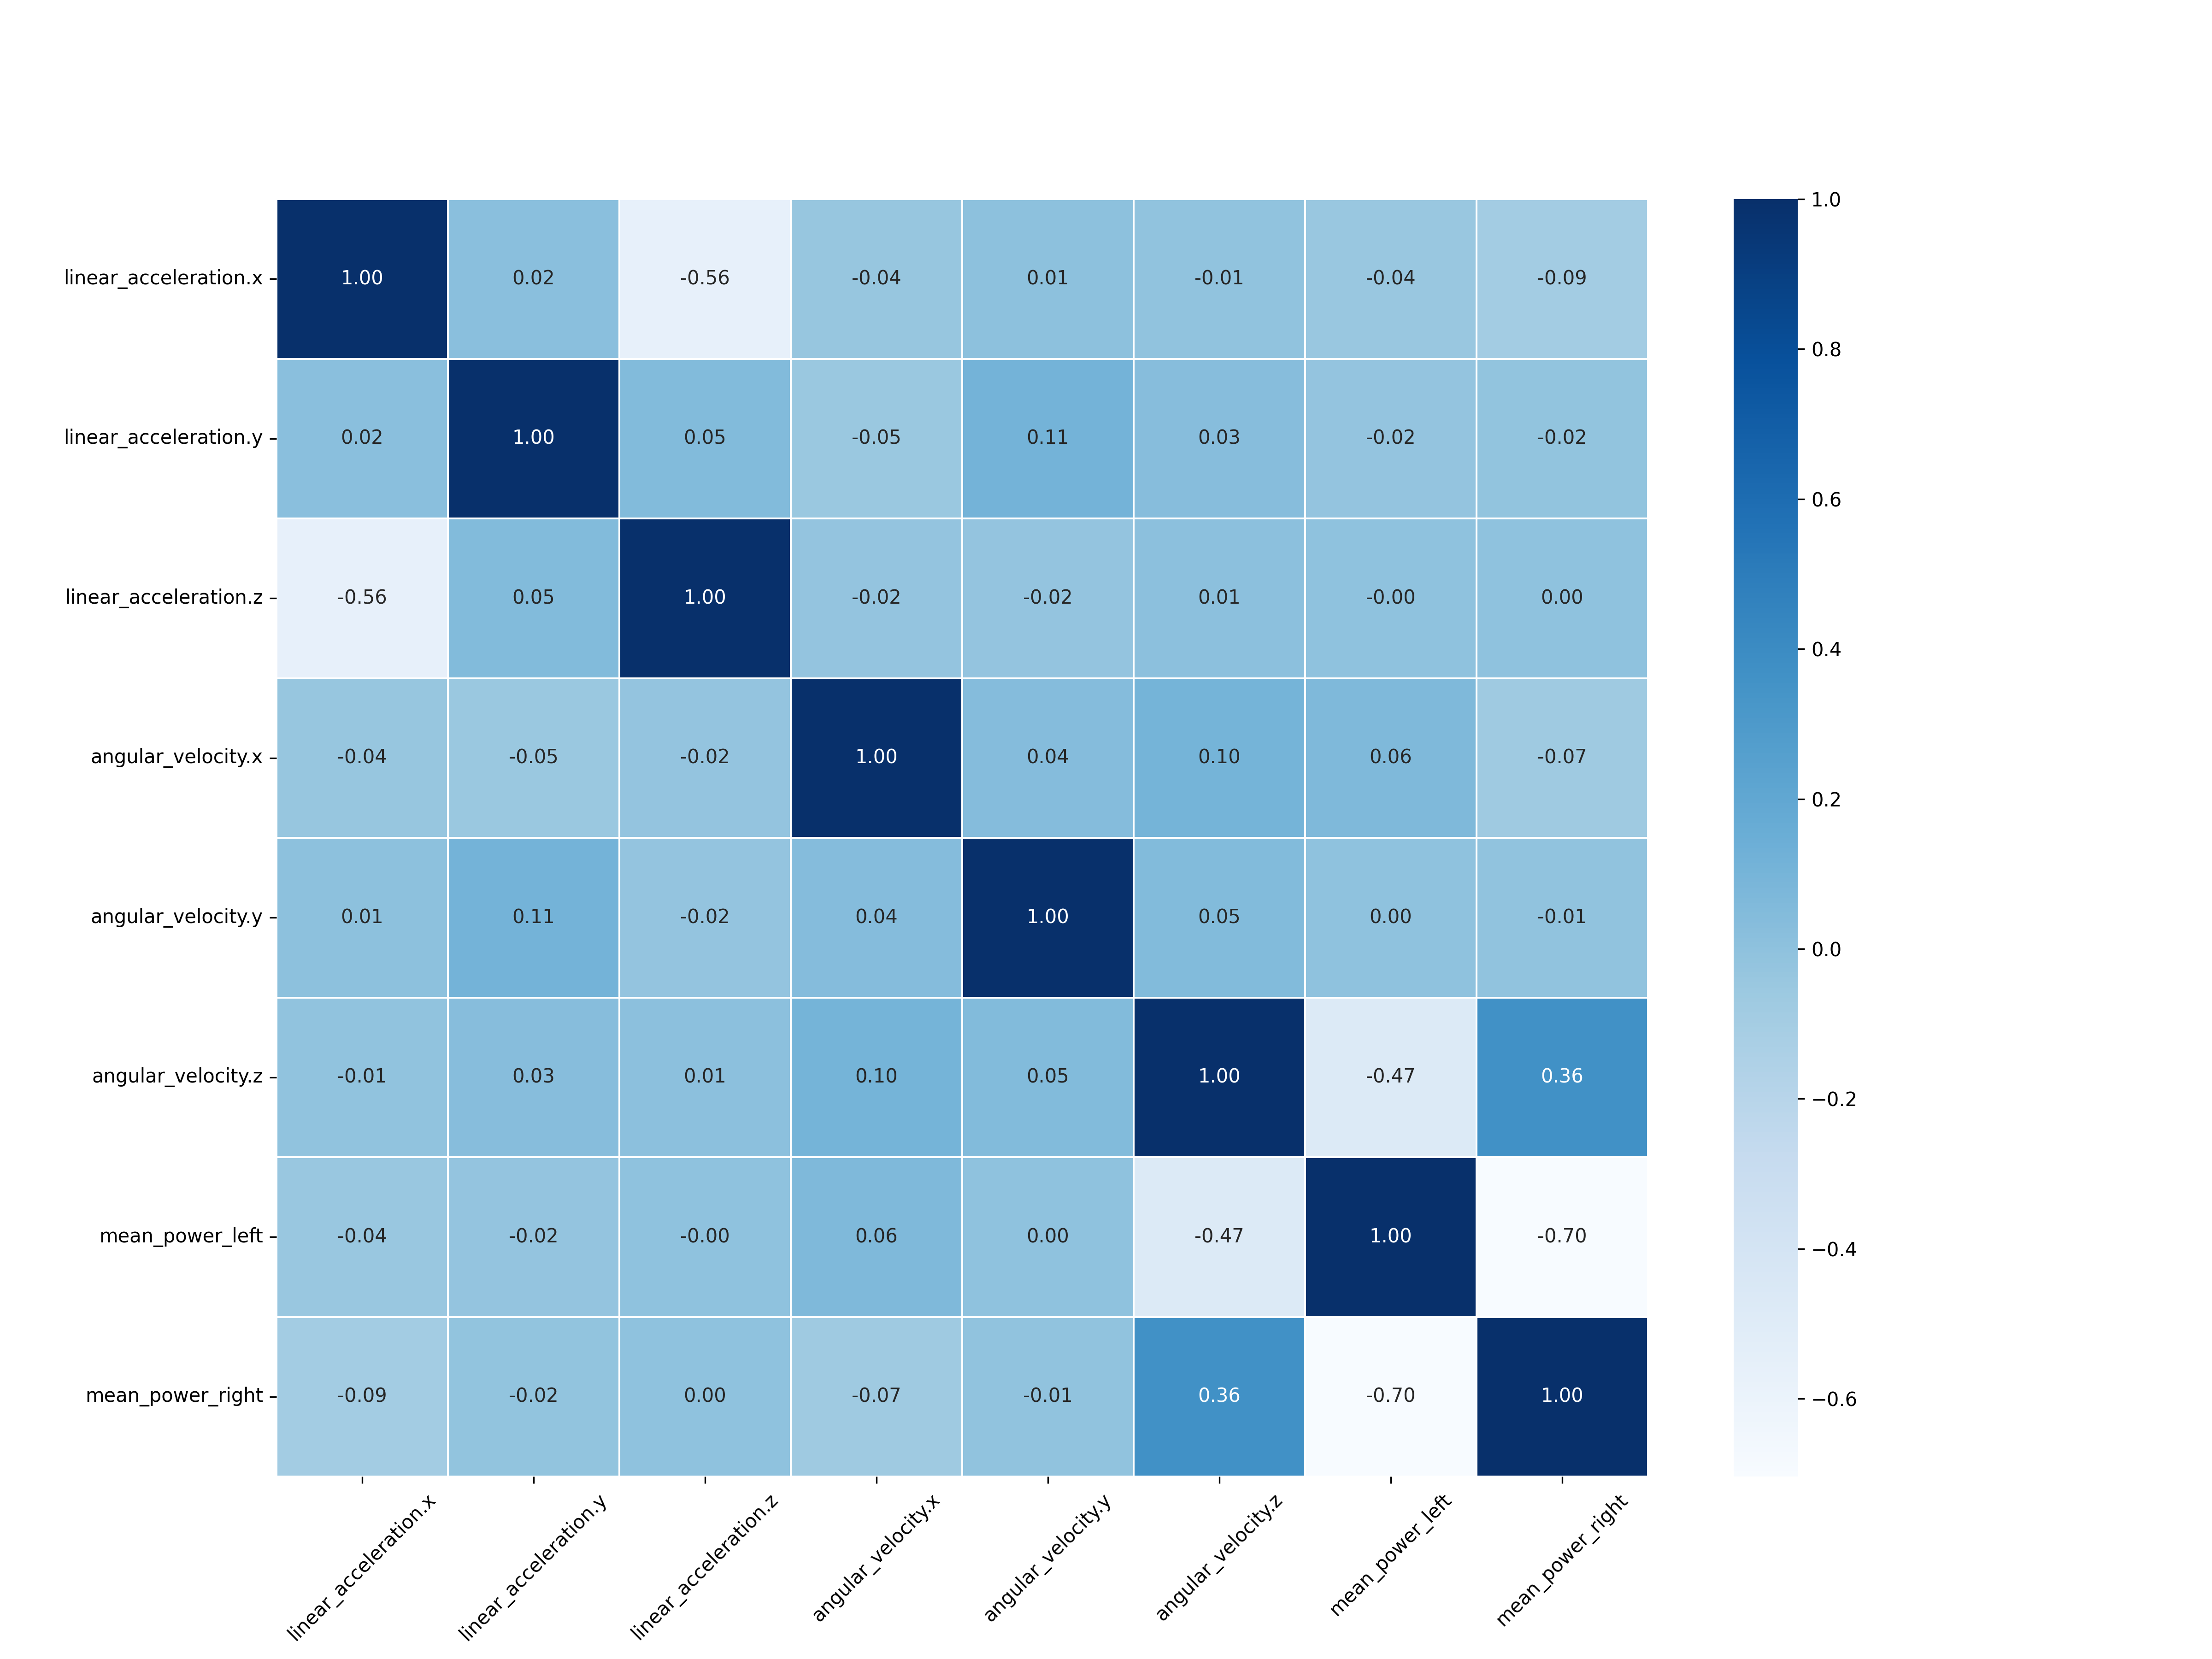 linear_acceleration.x 1.00 0.02 -0.56 -0.04 0.01 -0.01 -0.04 -0.09
linear_acceleration.y 0.02 1.00 0.05 -0.05 0.11 0.03 -0.02 -0.02
linear_acceleration.z -0.56 0.05 1.00 -0.02 -0.02 0.01 -0.00 0.00
angular_velocity.x -0.04 -0.05 -0.02 1.00 0.04 0.10 0.06 -0.07
angular_velocity.y 0.01 0.11 -0.02 0.04 1.00 0.05 0.00 -0.01
angular_velocity.z -0.01 0.03 0.01 0.10 0.05 1.00 -0.47 0.36
mean_power_left -0.04 -0.02 -0.00 0.06 0.00 -0.47 1.00 -0.70
mean_power_right -0.09 -0.02 0.00 -0.07 -0.01 0.36 -0.70 1.00
linear_acceleration.x
linear_acceleration.y
linear_acceleration.z
angular_velocity.x
angular_velocity.y
angular_velocity.z
mean_power_left
mean_power_right
1.0
0.8
0.6
0.4
0.2
0.0
−0.2
−0.4
−0.6